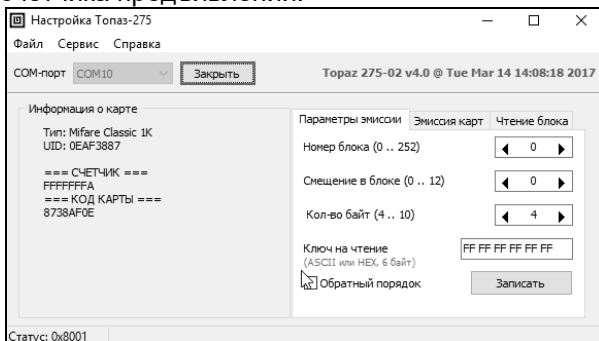 счетчика предъявлений.
Настройка Топаз-275
Файл Сервис Справка
COM-порт COM10 Закрыть Topaz 275-02 v4.0 @ Tue Mar 14 14:08:18 2017
Информация о карте
Тип: Mifare Classic 1K
UID: 0EAF3887
=== СЧЕТЧИК ===
FFFFFFFA
=== КОД КАРТЫ ===
8738AF0E
Параметры эмиссии Эмиссия карт Чтение блока
Номер блока (0 .. 252) 0
Смещение в блоке (0 .. 12) 0
Кол-во байт (4 .. 10) 4
Ключ на чтение FF FF FF FF FF FF
(ASCII или HEX, 6 байт)
Обратный порядок Записать
Статус: 0x8001